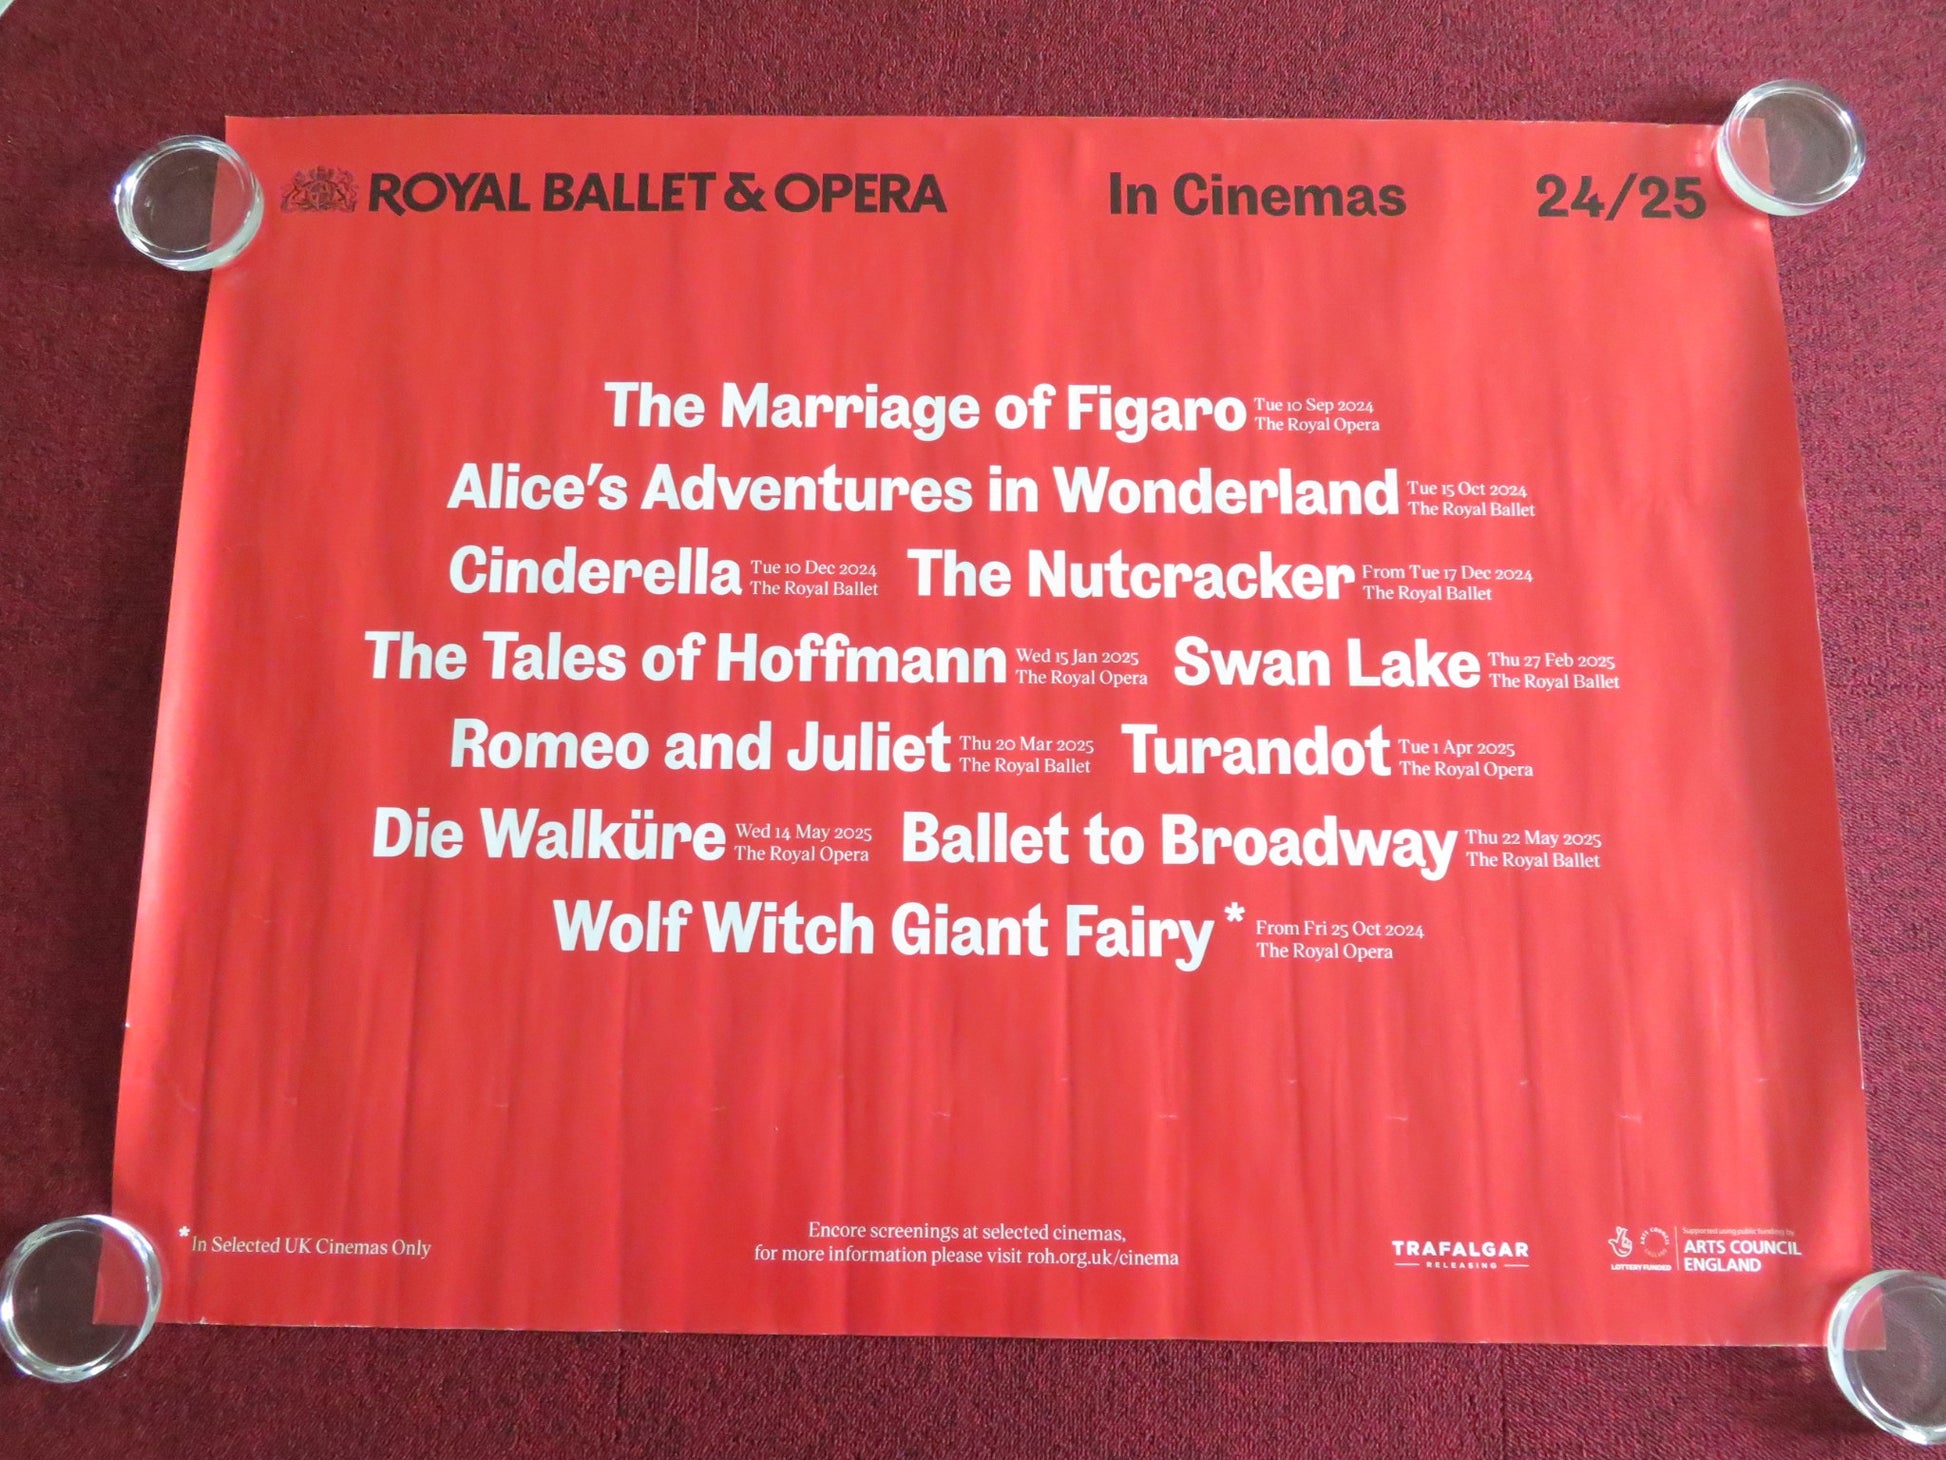 ROYAL BALLET & OPERA In Cinemas 24/25
The Marriage of Figaro Tue 10 Sep 2024
The Royal Opera
Alice's Adventures in Wonderland Tue 15 Oct 2024
The Royal Ballet
Cinderella Tue 10 Dec 2024
The Royal Ballet
The Nutcracker From Tue 17 Dec 2024
The Royal Ballet
The Tales of Hoffmann Wed 15 Jan 2025
The Royal Opera
Swan Lake Thu 27 Feb 2025
The Royal Ballet
Romeo and Juliet Thu 20 Mar 2025
The Royal Ballet
Turandot Tue 1 Apr 2025
The Royal Opera
Die Walküre Wed 14 May 2025
The Royal Opera
Ballet to Broadway Thu 22 May 2025
The Royal Ballet
Wolf Witch Giant Fairy * From Fri 25 Oct 2024
The Royal Opera
* In Selected UK Cinemas Only
Encore screenings at selected cinemas,
for more information please visit roh.org.uk/cinema
TRAFALGAR
RELEASING
LOTTERY FUNDED
Supported using public funding by
ARTS COUNCIL
ENGLAND